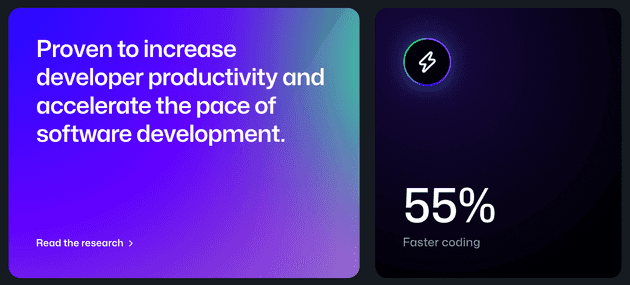 Proven to increase
developer productivity and
accelerate the pace of
software development.
Read the research
55%
Faster coding